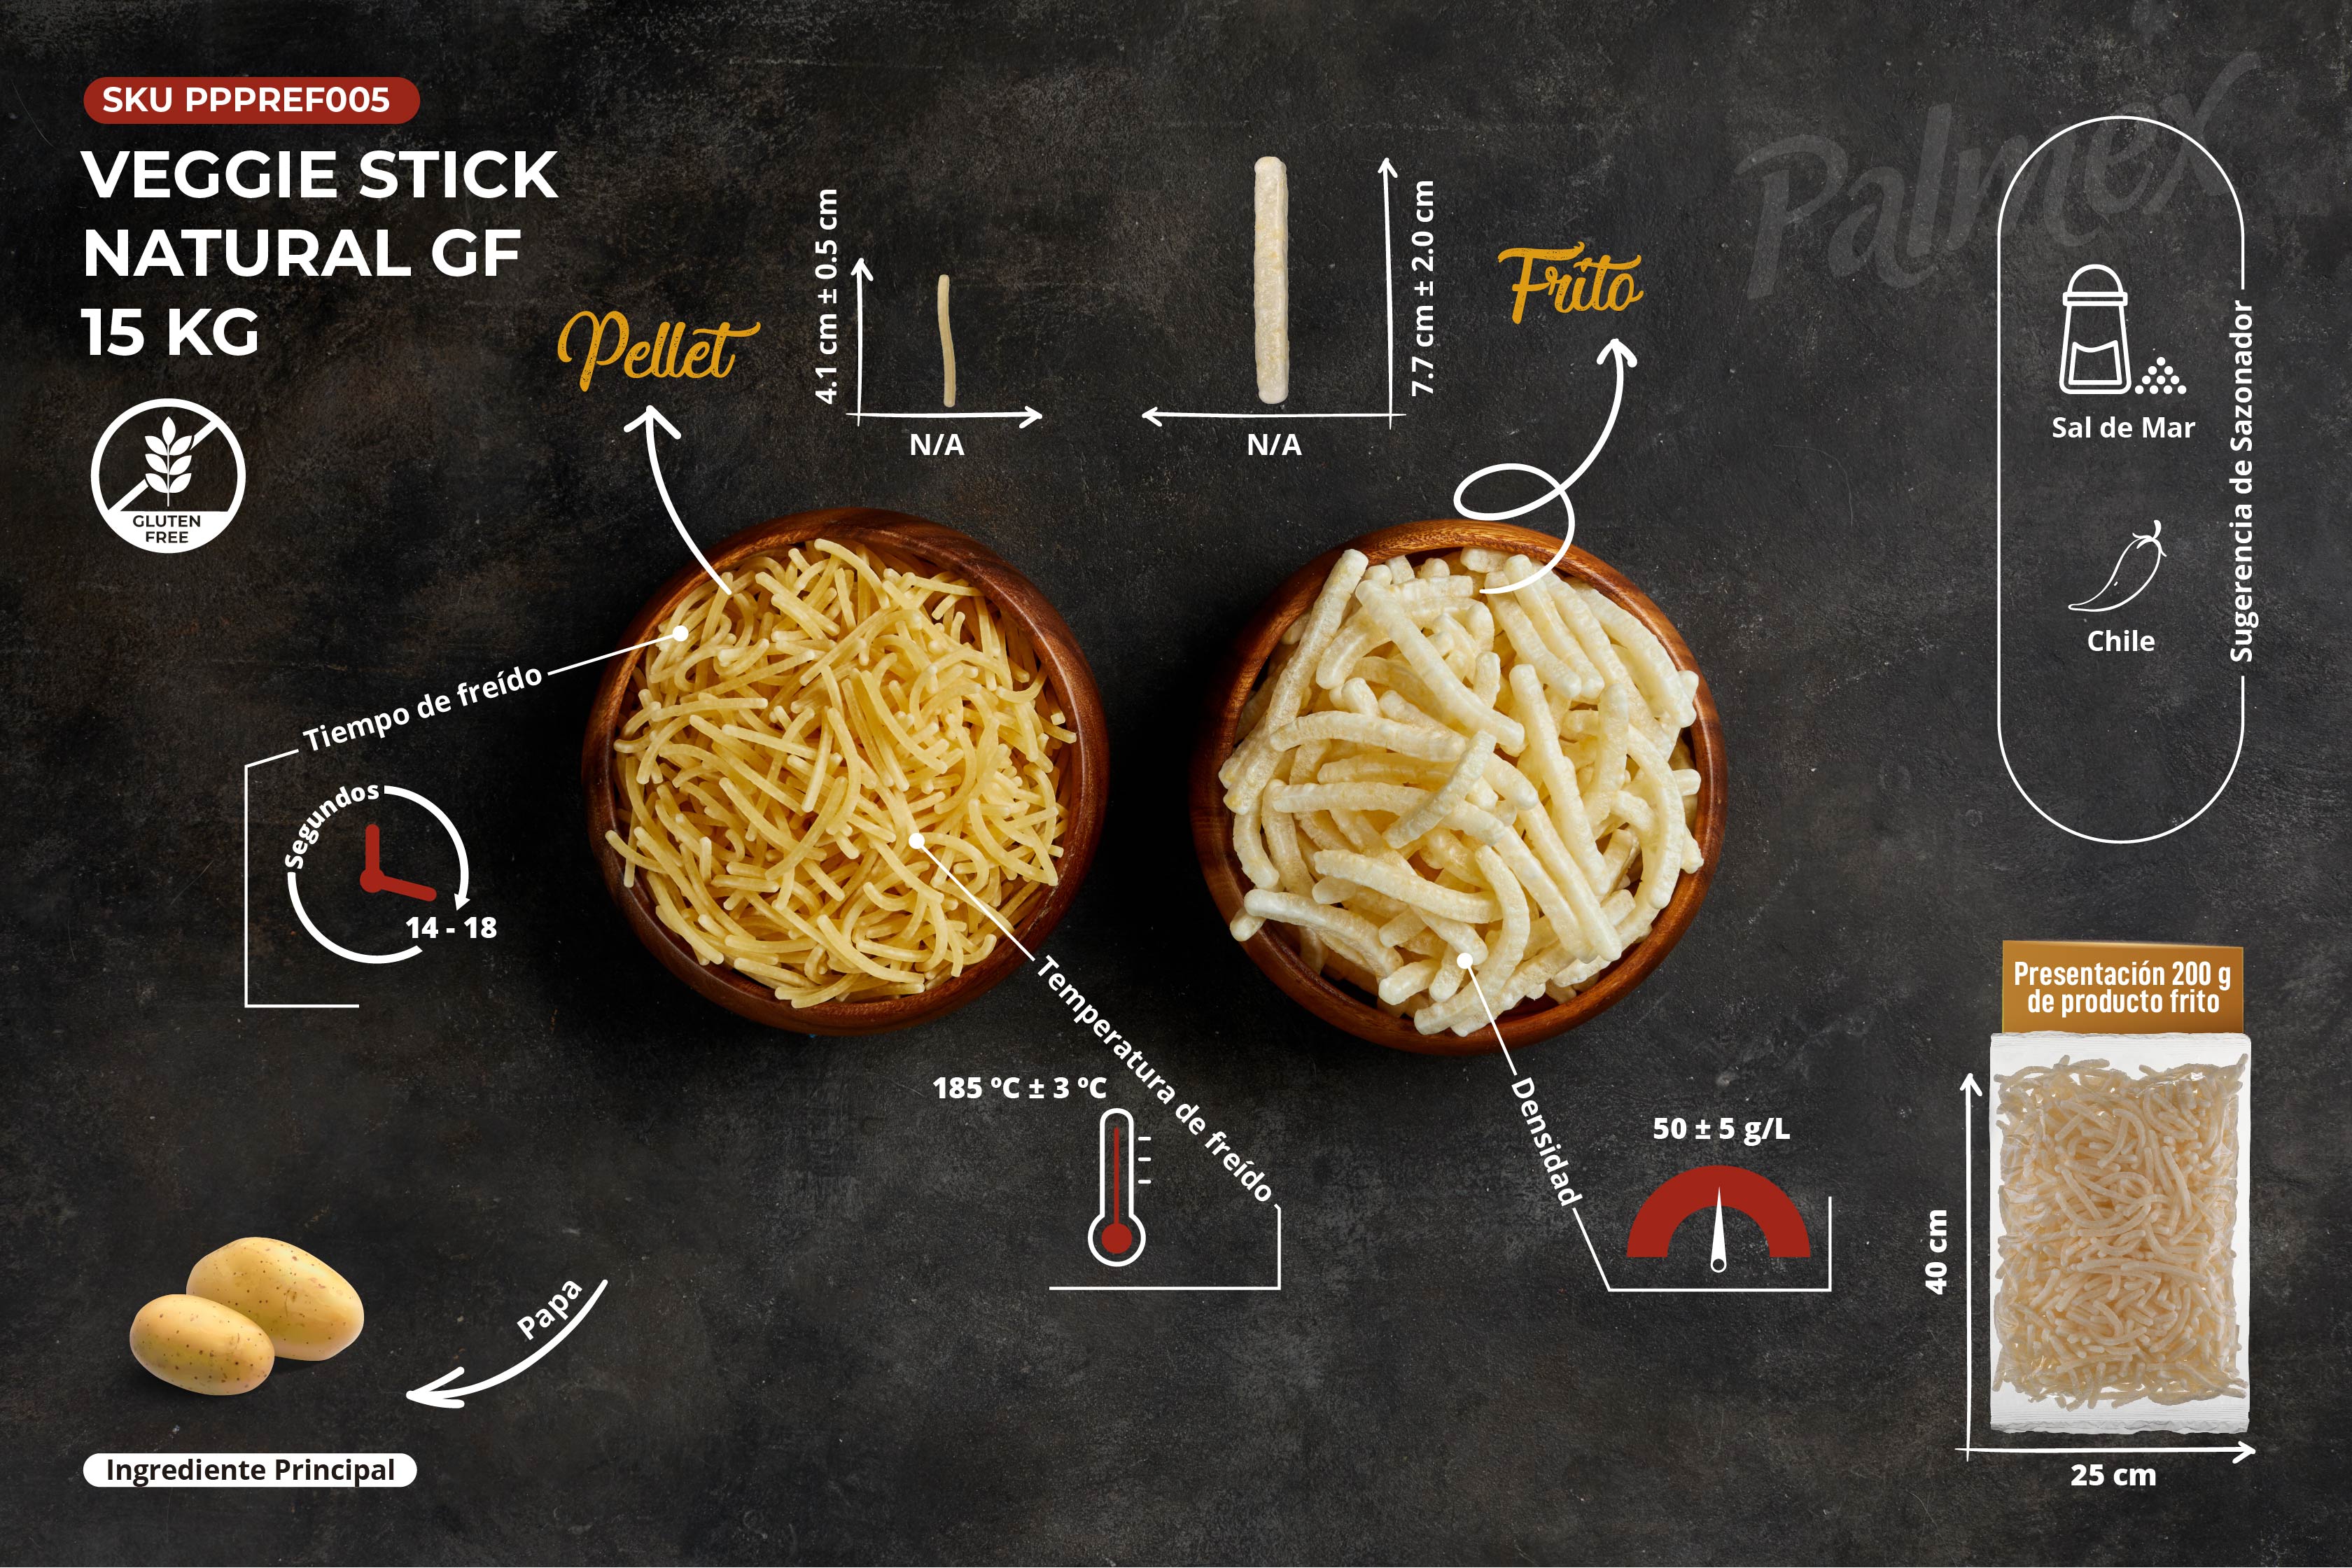 SKU PPPREF005
VEGGIE STICK
NATURAL GF
15 KG
GLUTEN
FREE
Pellet
4.1 cm ± 0.5 cm
N/A
7.7 cm ± 2.0 cm
N/A
Frito
Palmex
Sal de Mar
Chile
Sugerencia de Sazonador
Tiempo de freído
Segundos
14 - 18
Temperatura de freído
185 ºC ± 3 ºC
Densidad
50 ± 5 g/L
Presentación 200 g
de producto frito
40 cm
25 cm
Papa
Ingrediente Principal